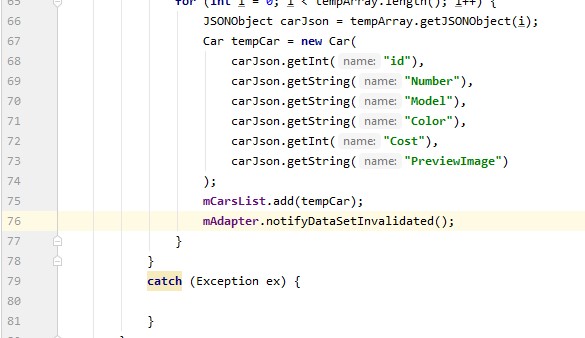 65 for (int i = 0; i < tempArray.length(); i++) {
66 JSONObject carJson = tempArray.getJSONObject(i);
67 Car tempCar = new Car(
68 carJson.getInt( name: "id"),
69 carJson.getString( name: "Number"),
70 carJson.getString( name: "Model"),
71 carJson.getString( name: "Color"),
72 carJson.getInt( name: "Cost"),
73 carJson.getString( name: "PreviewImage")
74 );
75 mCarsList.add(tempCar);
76 mAdapter.notifyDataSetInvalidated();
77 }
78 }
79 catch (Exception ex) {
80
81 }